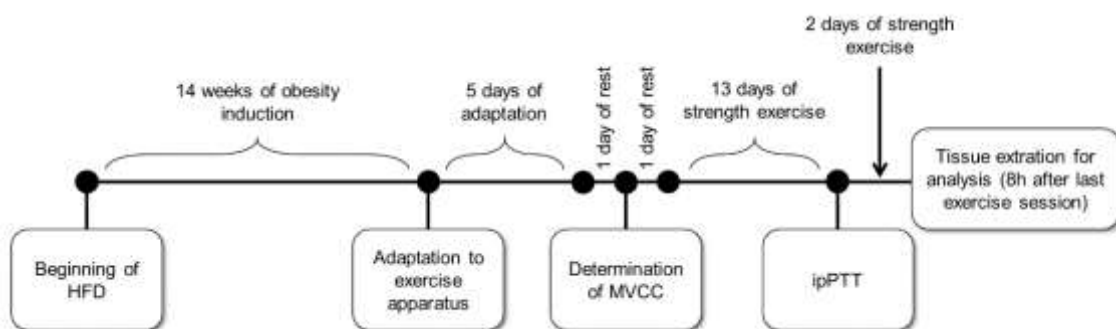 2 days of strength
exercise
14 weeks of obesity
induction
5 days of
adaptation
1 day of rest
1 day of rest
13 days of
strength exercise
Tissue extration for
analysis (8h after last
exercise session)
Beginning of
HFD
Adaptation to
exercise
apparatus
Determination
of MVCC
ipPTT